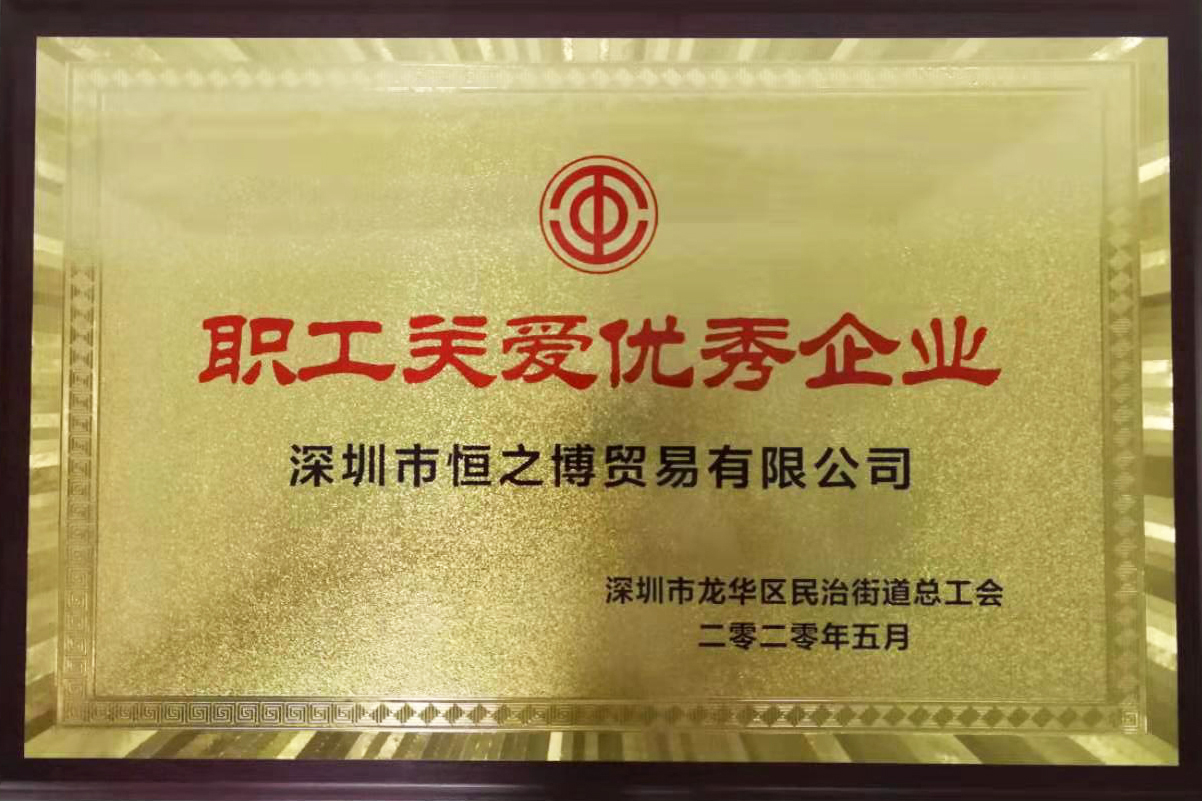 职工关爱优秀企业
深圳市恒之博贸易有限公司
深圳市龙华区民治街道总工会
二零二零年五月